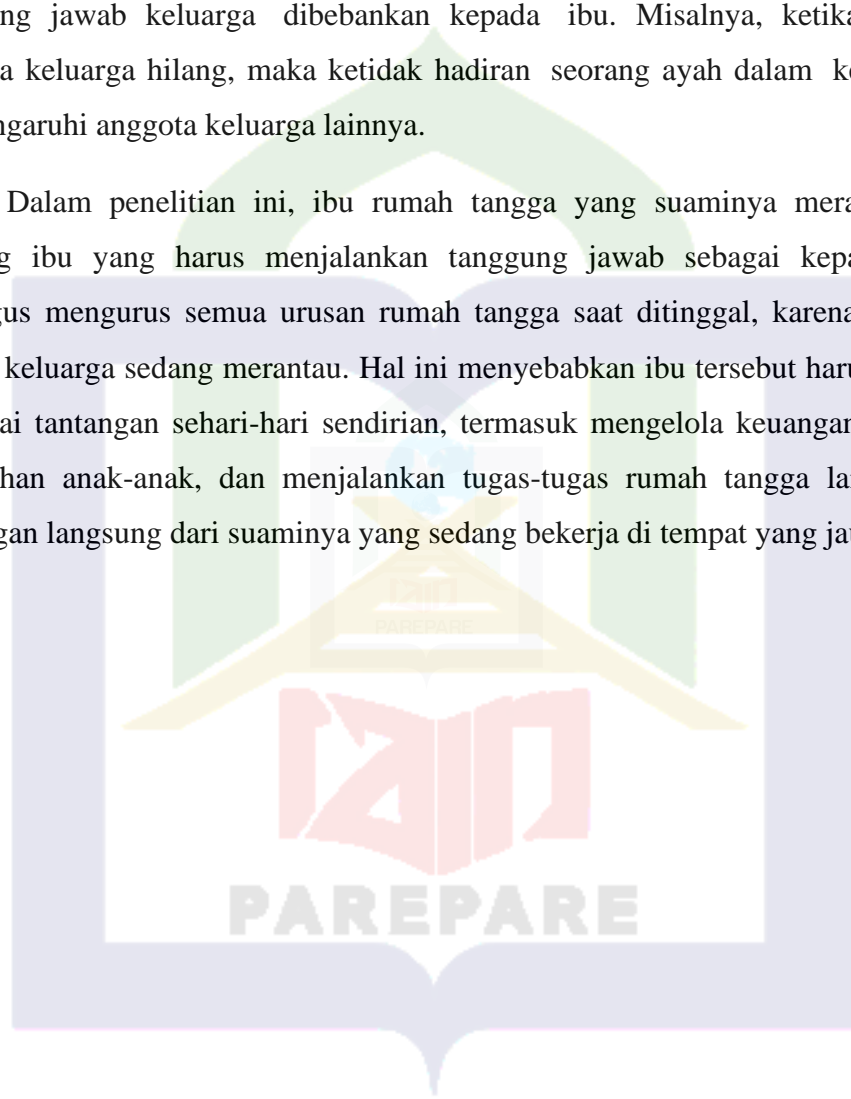 ng jawab keluarga dibebankan kepada ibu. Misalnya, ketika
a keluarga hilang, maka ketidak hadiran seorang ayah dalam ke
ngaruhi anggota keluarga lainnya.
Dalam penelitian ini, ibu rumah tangga yang suaminya mera
g ibu yang harus menjalankan tanggung jawab sebagai kepa
gus mengurus semua urusan rumah tangga saat ditinggal, karena
keluarga sedang merantau. Hal ini menyebabkan ibu tersebut haru
ai tantangan sehari-hari sendirian, termasuk mengelola keuangan
han anak-anak, dan menjalankan tugas-tugas rumah tangga lai
gan langsung dari suaminya yang sedang bekerja di tempat yang jau
iain
PAREPARE
iain
PAREPARE